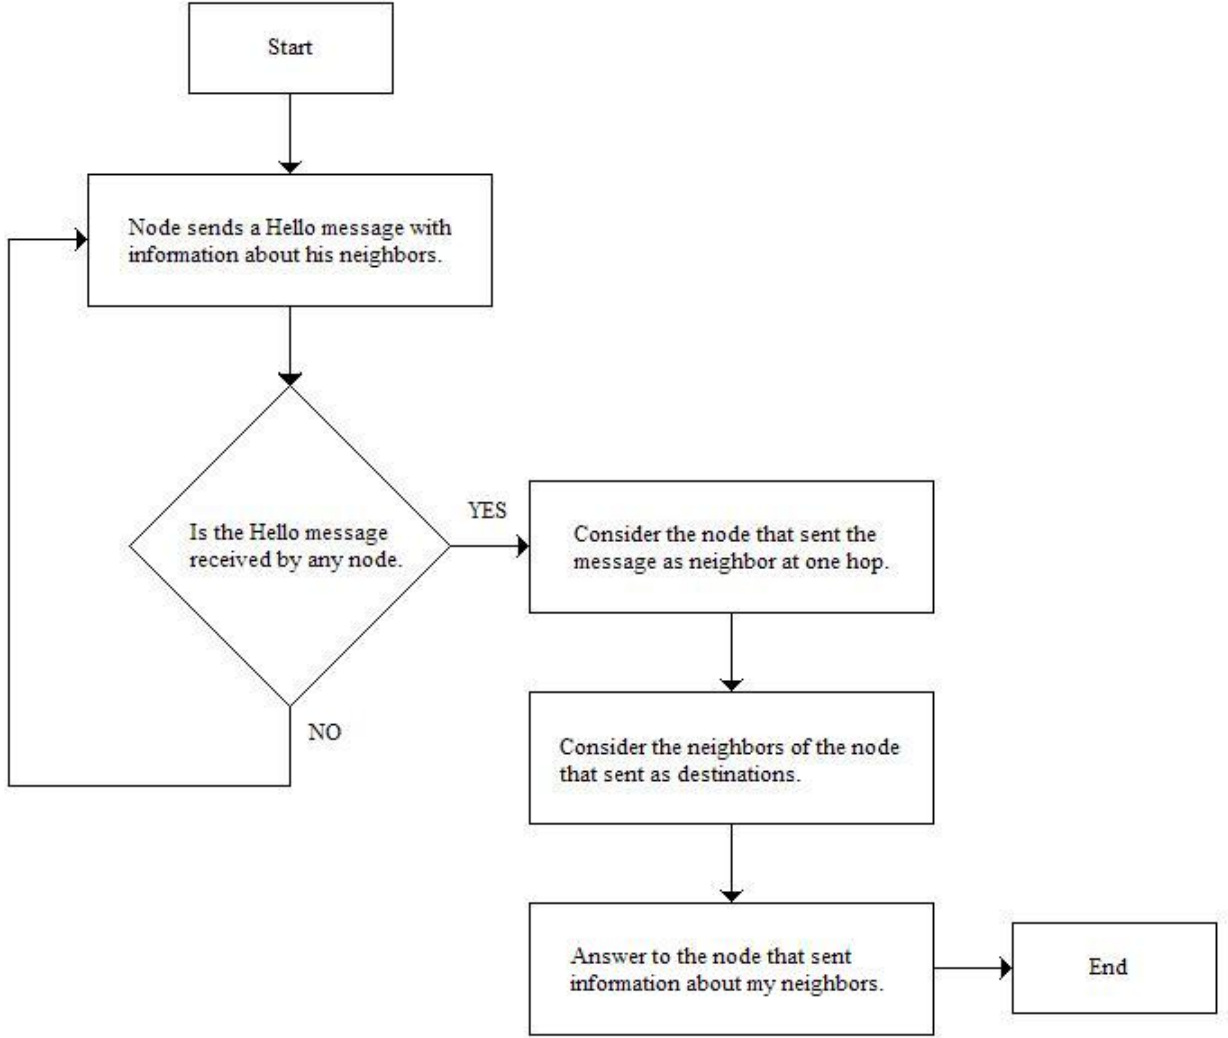 Start
Node sends a Hello message with
information about his neighbors.
Is the Hello message
received by any node.
YES
NO
Consider the node that sent the
message as neighbor at one hop.
Consider the neighbors of the node
that sent as destinations.
Answer to the node that sent
information about my neighbors.
End